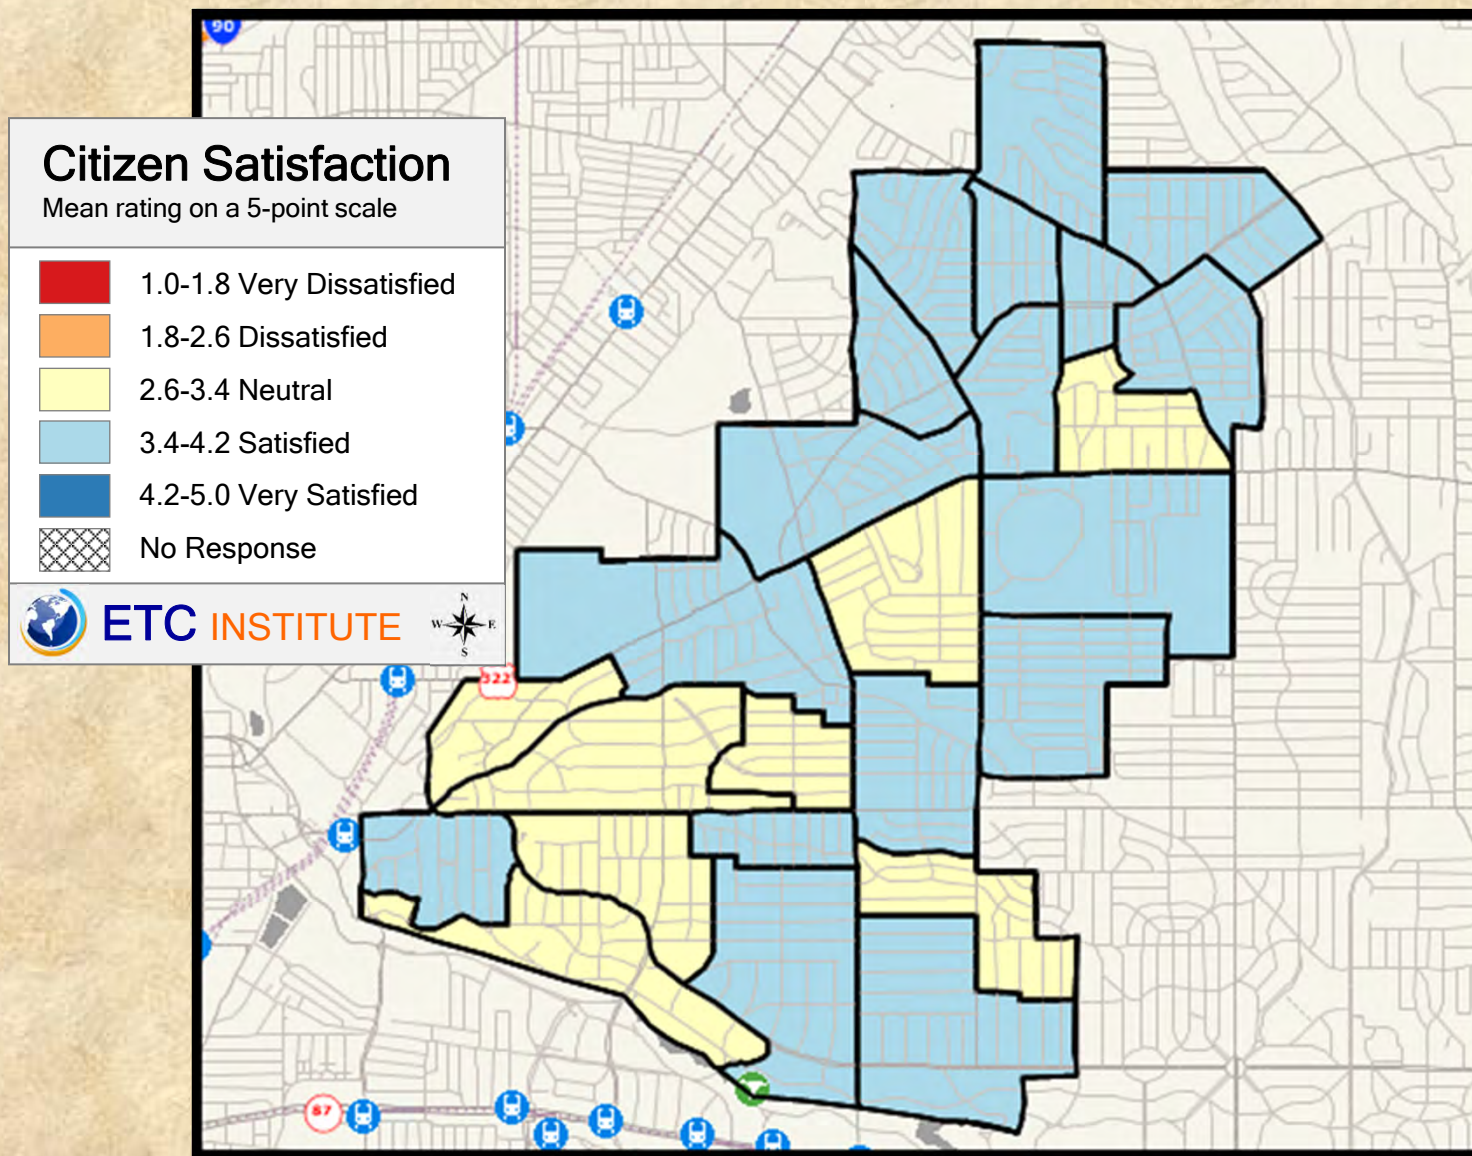 90
Citizen Satisfaction
Mean rating on a 5-point scale
1.0-1.8 Very Dissatisfied
1.8-2.6 Dissatisfied
2.6-3.4 Neutral
3.4-4.2 Satisfied
4.2-5.0 Very Satisfied
No Response
ETC INSTITUTE
N
W E
S
322
87